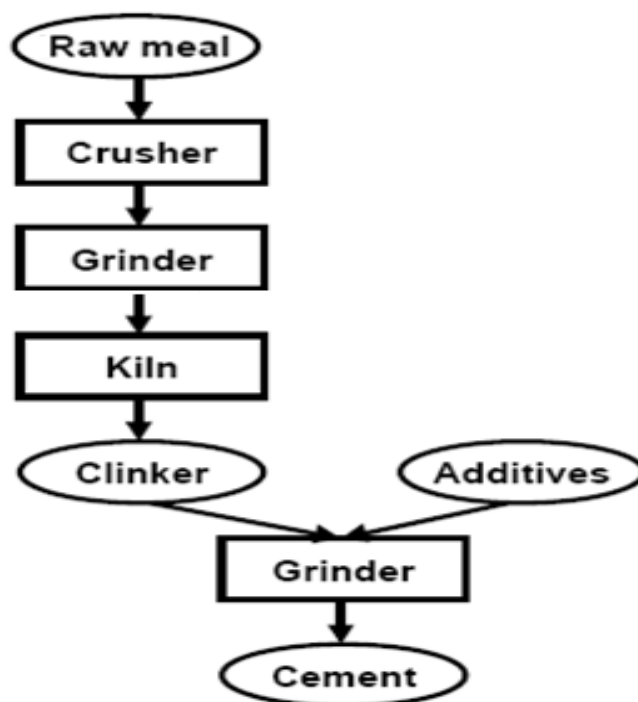 Raw meal
Crusher
Grinder
Kiln
Clinker
Additives
Grinder
Cement